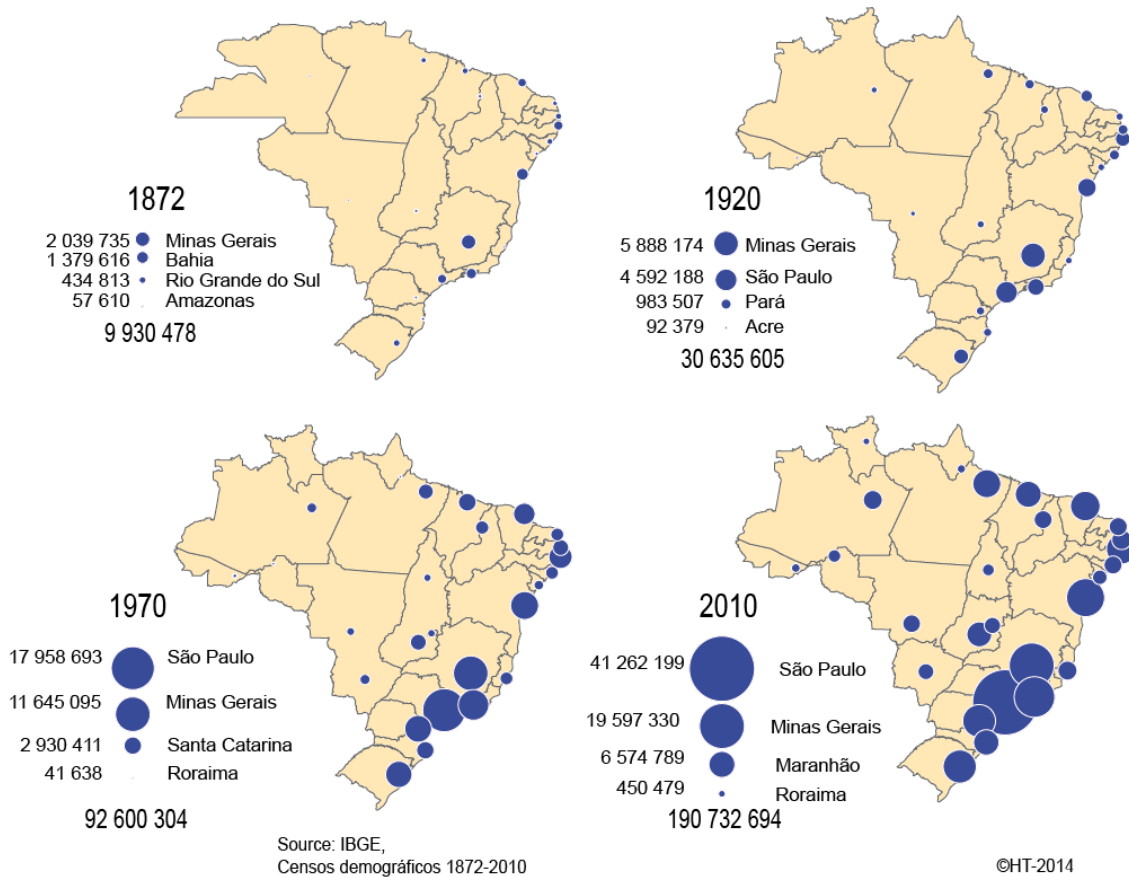 1872
2 039 735 Minas Gerais
1 379 616 Bahia
434 813 Rio Grande do Sul
57 610 Amazonas
9 930 478
1920
5 888 174 Minas Gerais
4 592 188 São Paulo
983 507 Pará
92 379 Acre
30 635 605
1970
17 958 693 São Paulo
11 645 095 Minas Gerais
2 930 411 Santa Catarina
41 638 Roraima
92 600 304
2010
41 262 199 São Paulo
19 597 330 Minas Gerais
6 574 789 Maranhão
450 479 Roraima
190 732 694
Source: IBGE,
Censos demográficos 1872-2010
©HT-2014